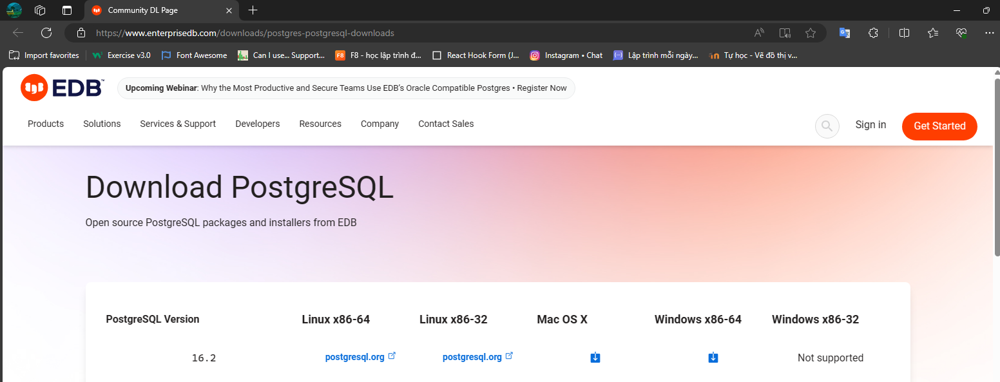 Community DL Page
https://www.enterprisedb.com/downloads/postgres-postgresql-downloads
Import favorites
Exercise v3.0
Font Awesome
Can I use... Support...
F8 - học lập trình đ...
React Hook Form (J...
Instagram • Chat
Lập trình mỗi ngày...
Tự học - Vẽ đồ thị v...
EDB™
Upcoming Webinar: Why the Most Productive and Secure Teams Use EDB's Oracle Compatible Postgres • Register Now
Products Solutions Services & Support Developers Resources Company Contact Sales
Sign in
Get Started
Download PostgreSQL
Open source PostgreSQL packages and installers from EDB
PostgreSQL Version Linux x86-64 Linux x86-32 Mac OS X Windows x86-64 Windows x86-32
16.2 postgresql.org postgresql.org Not supported